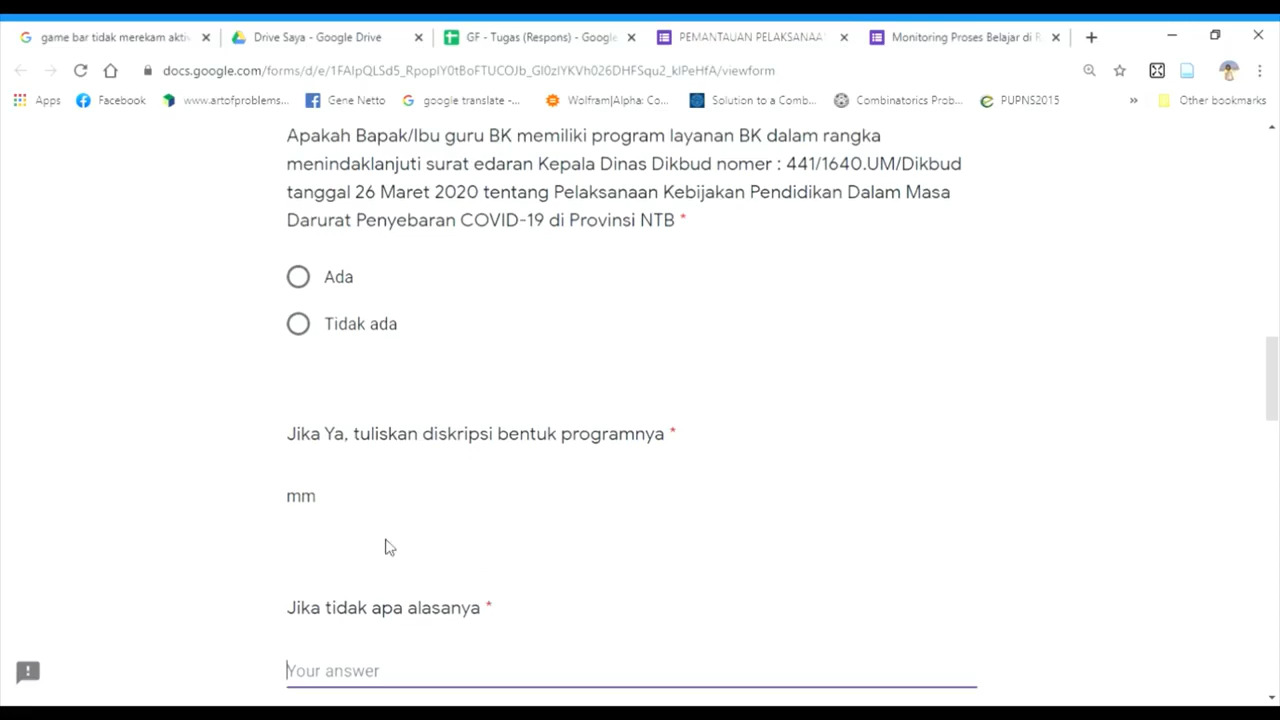 game bar tidak merekam akti
Drive Saya - Google Drive
GF - Tugas (Respons) - Google
PEMANTAUAN PELAKSANAA
Monitoring Proses Belajar di R
docs.google.com/forms/d/e/1FAIpQLSd5_RpopIY0tBoFTUCOJb_Gl0zIYKVh026DHFSqu2_kIPeHfA/viewform
Apps
Facebook
www.artofproblems...
Gene Netto
google translate -...
Wolfram|Alpha: Co...
Solution to a Comb...
Combinatorics Prob...
PUPNS2015
»
Other bookmarks
Apakah Bapak/Ibu guru BK memiliki program layanan BK dalam rangka
menindaklanjuti surat edaran Kepala Dinas Dikbud nomer : 441/1640.UM/Dikbud
tanggal 26 Maret 2020 tentang Pelaksanaan Kebijakan Pendidikan Dalam Masa
Darurat Penyebaran COVID-19 di Provinsi NTB *
Ada
Tidak ada
Jika Ya, tuliskan diskripsi bentuk programnya *
mm
Jika tidak apa alasanya *
Your answer